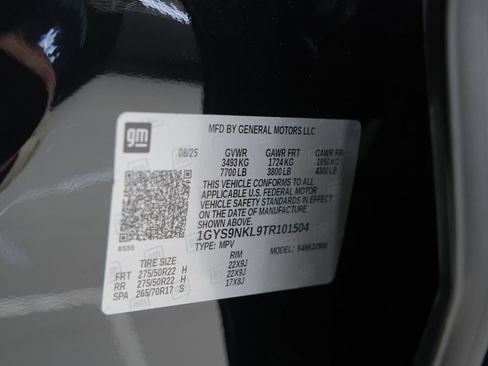 gm
MFD BY GENERAL MOTORS LLC
08/25 GVWR GAWR FRT GAWR RR
3493 KG 1724 KG 1950 KG
7700 LB 3800 LB 4300 LB
THIS VEHICLE CONFORMS TO ALL
APPLICABLE U.S. FEDERAL MOTOR
VEHICLE SAFETY STANDARDS IN EFFECT
ON THE DATE OF MANUFACTURE
SHOWN ABOVE.
1GYS9NKL9TR101504
TYPE: MPV MODEL:
8555
TIRE SIZE RIM
FRT 275/50R22 H 22X9J
RR 275/50R22 H 22X9J
SPA 265/70R17 S 17X8J